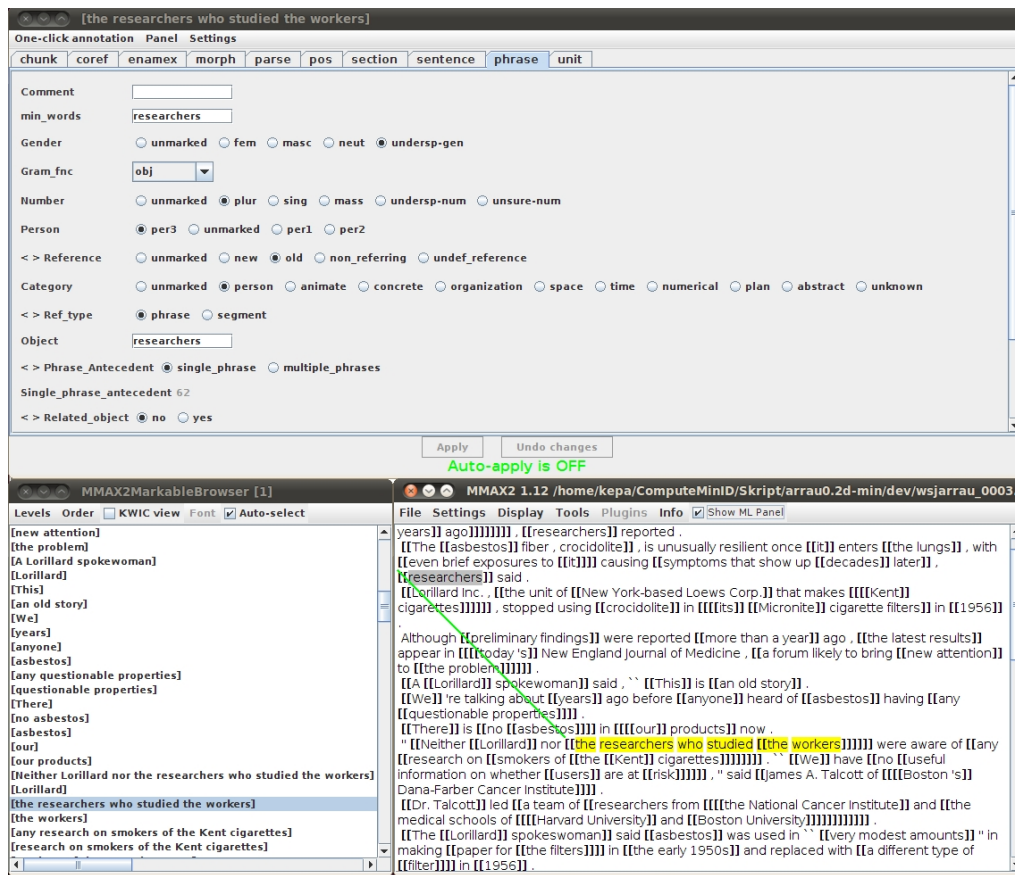 [the researchers who studied the workers]
One-click annotation Panel Settings
chunk coref enamex morph parse pos section sentence phrase unit
Comment
min_words researchers
Gender unmarked fem masc neut undersp-gen
Gram_fnc obj
Number unmarked plur sing mass undersp-num unsure-num
Person per3 unmarked per1 per2
< > Reference unmarked new old non_referring undef_reference
Category unmarked person animate concrete organization space time numerical plan abstract unknown
< > Ref_type phrase segment
Object researchers
< > Phrase_Antecedent single_phrase multiple_phrases
Single_phrase_antecedent 62
< > Related_object no yes
Apply Undo changes
Auto-apply is OFF
MMAX2MarkableBrowser [1]
Levels Order KWIC view Font Auto-select
[new attention]
[the problem]
[A Lorillard spokewoman]
[Lorillard]
[This]
[an old story]
[We]
[years]
[anyone]
[asbestos]
[any questionable properties]
[questionable properties]
[There]
[no asbestos]
[asbestos]
[our]
[our products]
[Neither Lorillard nor the researchers who studied the workers]
[Lorillard]
[the researchers who studied the workers]
[the workers]
[any research on smokers of the Kent cigarettes]
[research on smokers of the Kent cigarettes]
MMAX2 1.12 /home/kepa/ComputeMinID/Skript/arrau0.2d-min/dev/wsjarrau_0003.
File Settings Display Tools Plugins Info Show ML Panel
years]] ago]]]]]]]] , [[researchers]] reported .
[[The [[asbestos]] fiber , crocidolite]] , is unusually resilient once [[it]] enters [[the lungs]] , with
[[even brief exposures to [[it]]]] causing [[symptoms that show up [[decades]] later]] ,
[[researchers]] said .
[[Lorillard Inc. , [[the unit of [[New York-based Loews Corp.]] that makes [[[[Kent]]
cigarettes]]]]]] , stopped using [[crocidolite]] in [[[[its]] [[Micronite]] cigarette filters]] in [[1956]]
.
Although [[preliminary findings]] were reported [[more than a year]] ago , [[the latest results]]
appear in [[[[today 's]] New England Journal of Medicine , [[a forum likely to bring [[new attention]]
to [[the problem]]]]]] .
[[A [[Lorillard]] spokewoman]] said , `` [[This]] is [[an old story]] .
[[We]] 're talking about [[years]] ago before [[anyone]] heard of [[asbestos]] having [[any
[[questionable properties]]]] .
[[There]] is [[no [[asbestos]]]] in [[[[our]] products]] now .
" [[Neither [[Lorillard]] nor [[the researchers who studied [[the workers]]]]]] were aware of [[any
[[research on [[smokers of [[the [[Kent]] cigarettes]]]]]]]] . `` [[We]] have [[no [[useful
information on whether [[users]] are at [[risk]]]]]] , " said [[James A. Talcott of [[[[Boston 's]]
Dana-Farber Cancer Institute]]]] .
[[Dr. Talcott]] led [[a team of [[researchers from [[[[the National Cancer Institute]] and [[the
medical schools of [[[[Harvard University]] and [[Boston University]]]]]]]]]]]] .
[[The [[Lorillard]] spokeswoman]] said [[asbestos]] was used in `` [[very modest amounts]] " in
making [[paper for [[the filters]]]] in [[the early 1950s]] and replaced with [[a different type of
[[filter]]]] in [[1956]] .